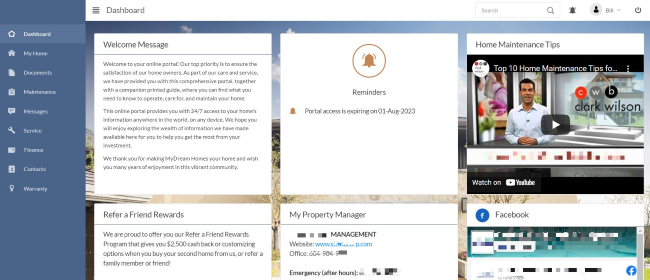 Dashboard
Search
Bill
Dashboard
My Home
Documents
Maintenance
Messages
Service
Finance
Contacts
Warranty
Welcome Message
Welcome to your online portal! Our top priority is to ensure the
satisfaction of our home owners. As part of our care and service,
we have provided you with this comprehensive portal, together
with a companion printed guide, where you can find what you
need to know to operate, care for, and maintain your home.
This online portal provides you with 24/7 access to your home's
information anywhere in the world, on any device. We hope you
will enjoy exploring the wealth of information we have made
available here for you to help you get the most from your
investment.
We thank you for making MyDream Homes your home and wish
you many years of enjoyment in this vibrant community.
Reminders
Portal access is expiring on 01-Aug-2023
Home Maintenance Tips
Top 10 Home Maintenance Tips fo...
c w b
clark wilson
Watch on YouTube
Refer a Friend Rewards
We are proud to offer you our Refer a Friend Rewards
Program that gives you $2,500 cash back or customizing
options when you buy your second home from us, or refer a
family member or friend!
My Property Manager
MANAGEMENT
Website: www.s
p.com
Office: 604-904-9
Emergency (after hours):
Facebook